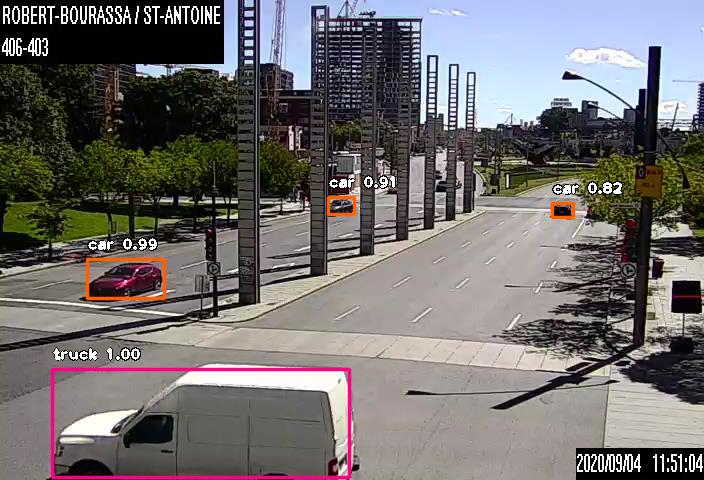 ROBERT-BOURASSA / ST-ANTOINE
406-403
car 0.91
car 0.82
car 0.99
truck 1.00
2020/09/04 11:51:04